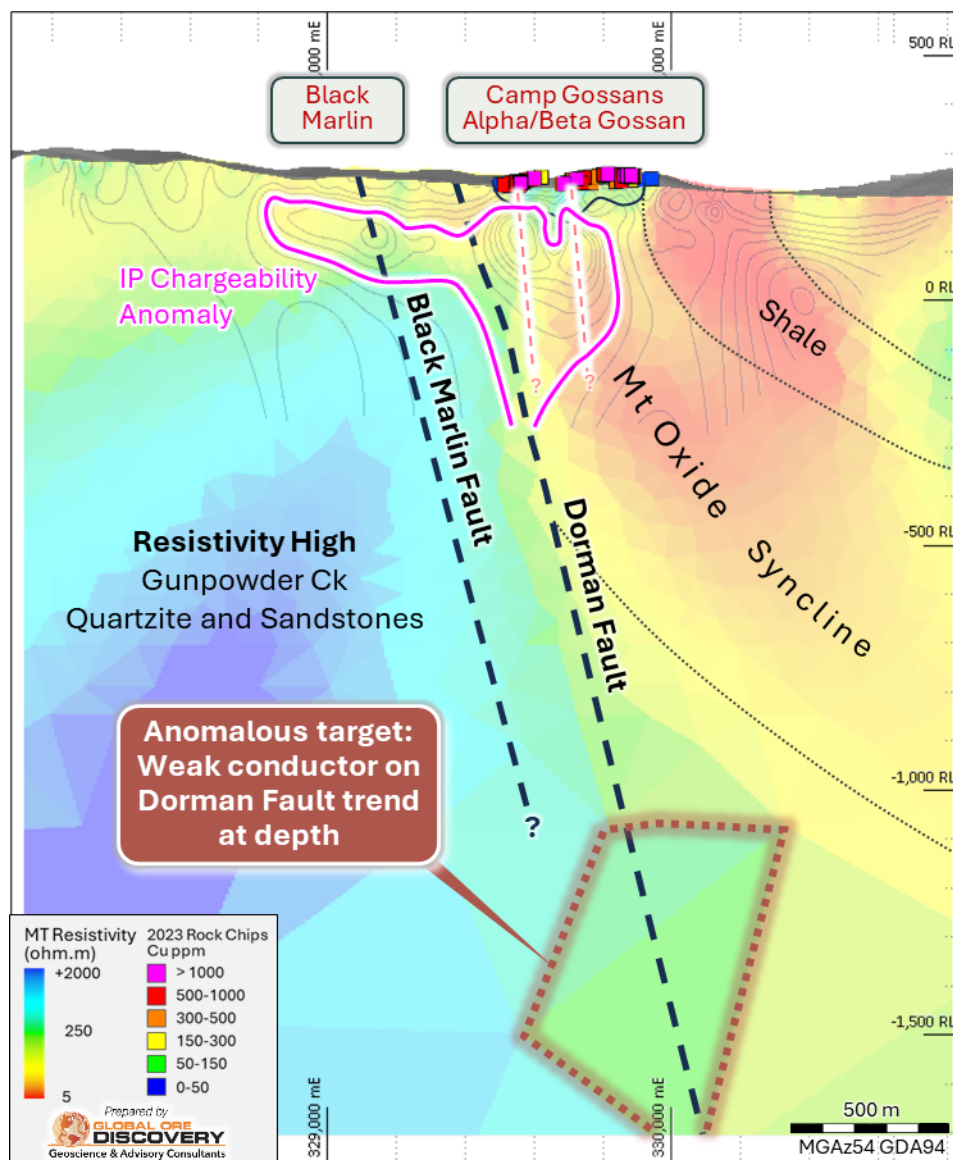 ,000 mE
,000 mE
500 RL
Black
Marlin
Camp Gossans
Alpha/Beta Gossan
IP Chargeability
Anomaly
0 RL
Shale
Black Marlin Fault
?
?
Mt Oxide Syncline
Dorman Fault
-500 RL
Resistivity High
Gunpowder Ck
Quartzite and Sandstones
Anomalous target:
Weak conductor on
Dorman Fault trend
at depth
?
-1,000 RL
-1,500 RL
MT Resistivity
(ohm.m)
+2000
250
5
2023 Rock Chips
Cu ppm
> 1000
500-1000
300-500
150-300
50-150
0-50
Prepared by
GLOBAL ORE
DISCOVERY
Geoscience & Advisory Consultants
329,000 mE
330,000 mE
500 m
MGAz54 GDA94